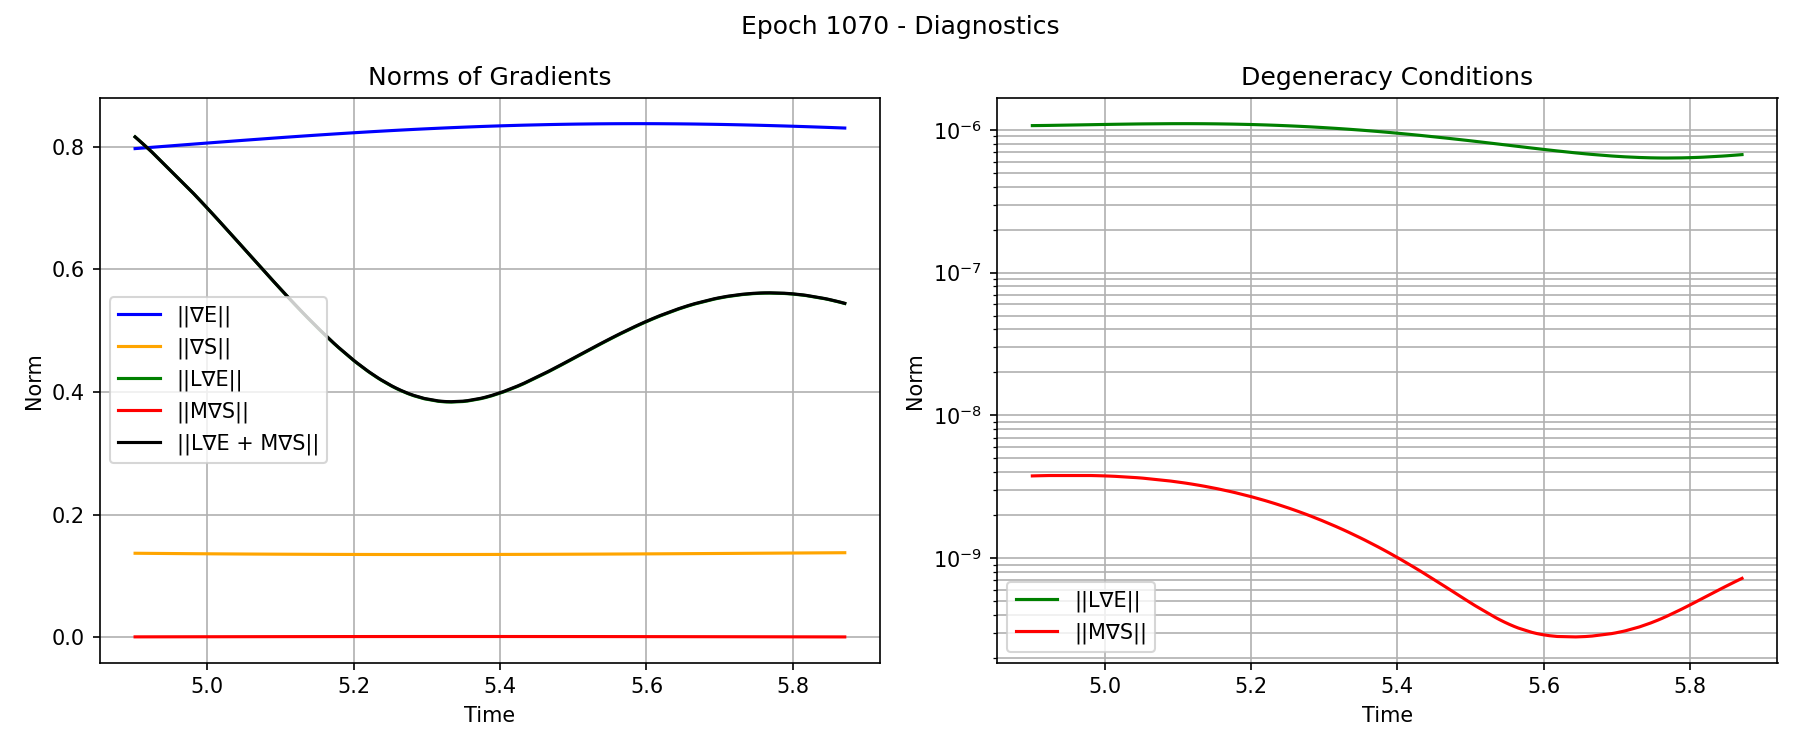 Epoch 1070 - Diagnostics
Norms of Gradients
Norm
0.8
0.6
0.4
0.2
0.0
||∇E||
||∇S||
||L∇E||
||M∇S||
||L∇E + M∇S||
5.0 5.2 5.4 5.6 5.8
Time
Degeneracy Conditions
Norm
10⁻⁶
10⁻⁷
10⁻⁸
10⁻⁹
||L∇E||
||M∇S||
5.0 5.2 5.4 5.6 5.8
Time